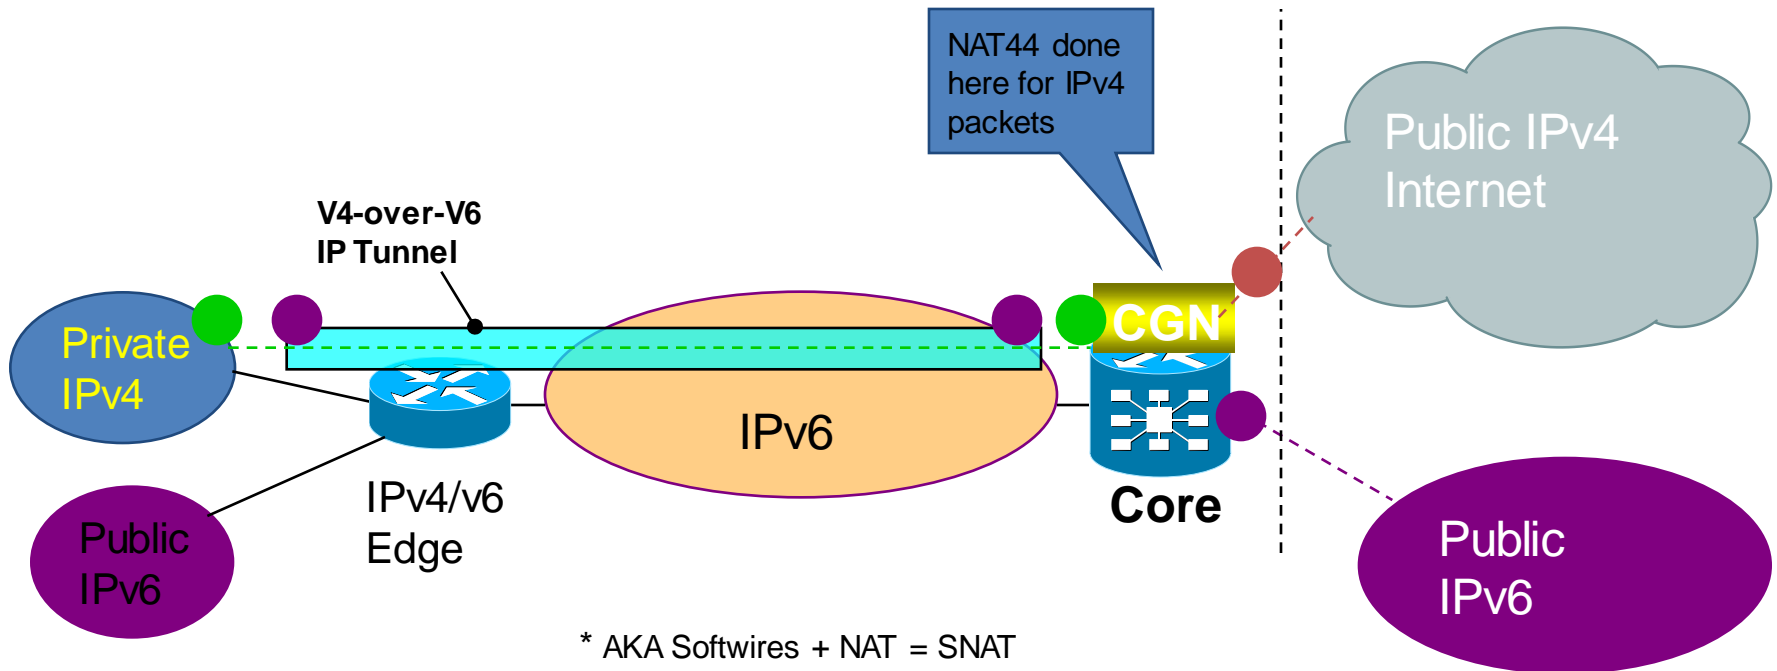 NAT44 done
here for IPv4
packets
Public IPv4
Internet
V4-over-V6
IP Tunnel
Private
IPv4
CGN
IPv6
IPv4/v6
Edge
Core
Public
IPv6
Public
IPv6
* AKA Softwires + NAT = SNAT